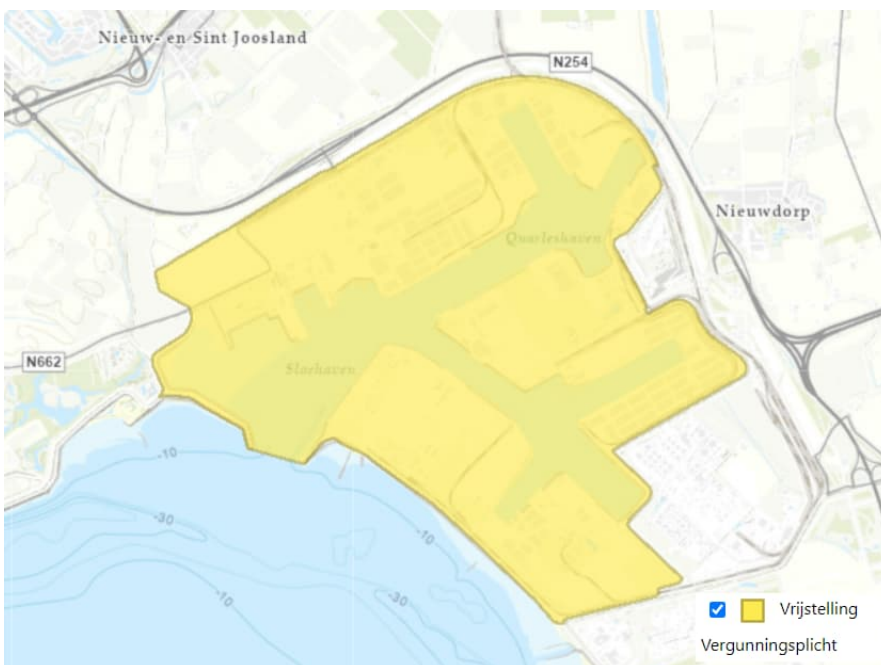 Nieuw- en Sint Joosland
N254
Nieuwdorp
Quarleshaven
N662
Sloehaven
-10
-30
-10
-30
-10
Vrijstelling
Vergunningsplicht